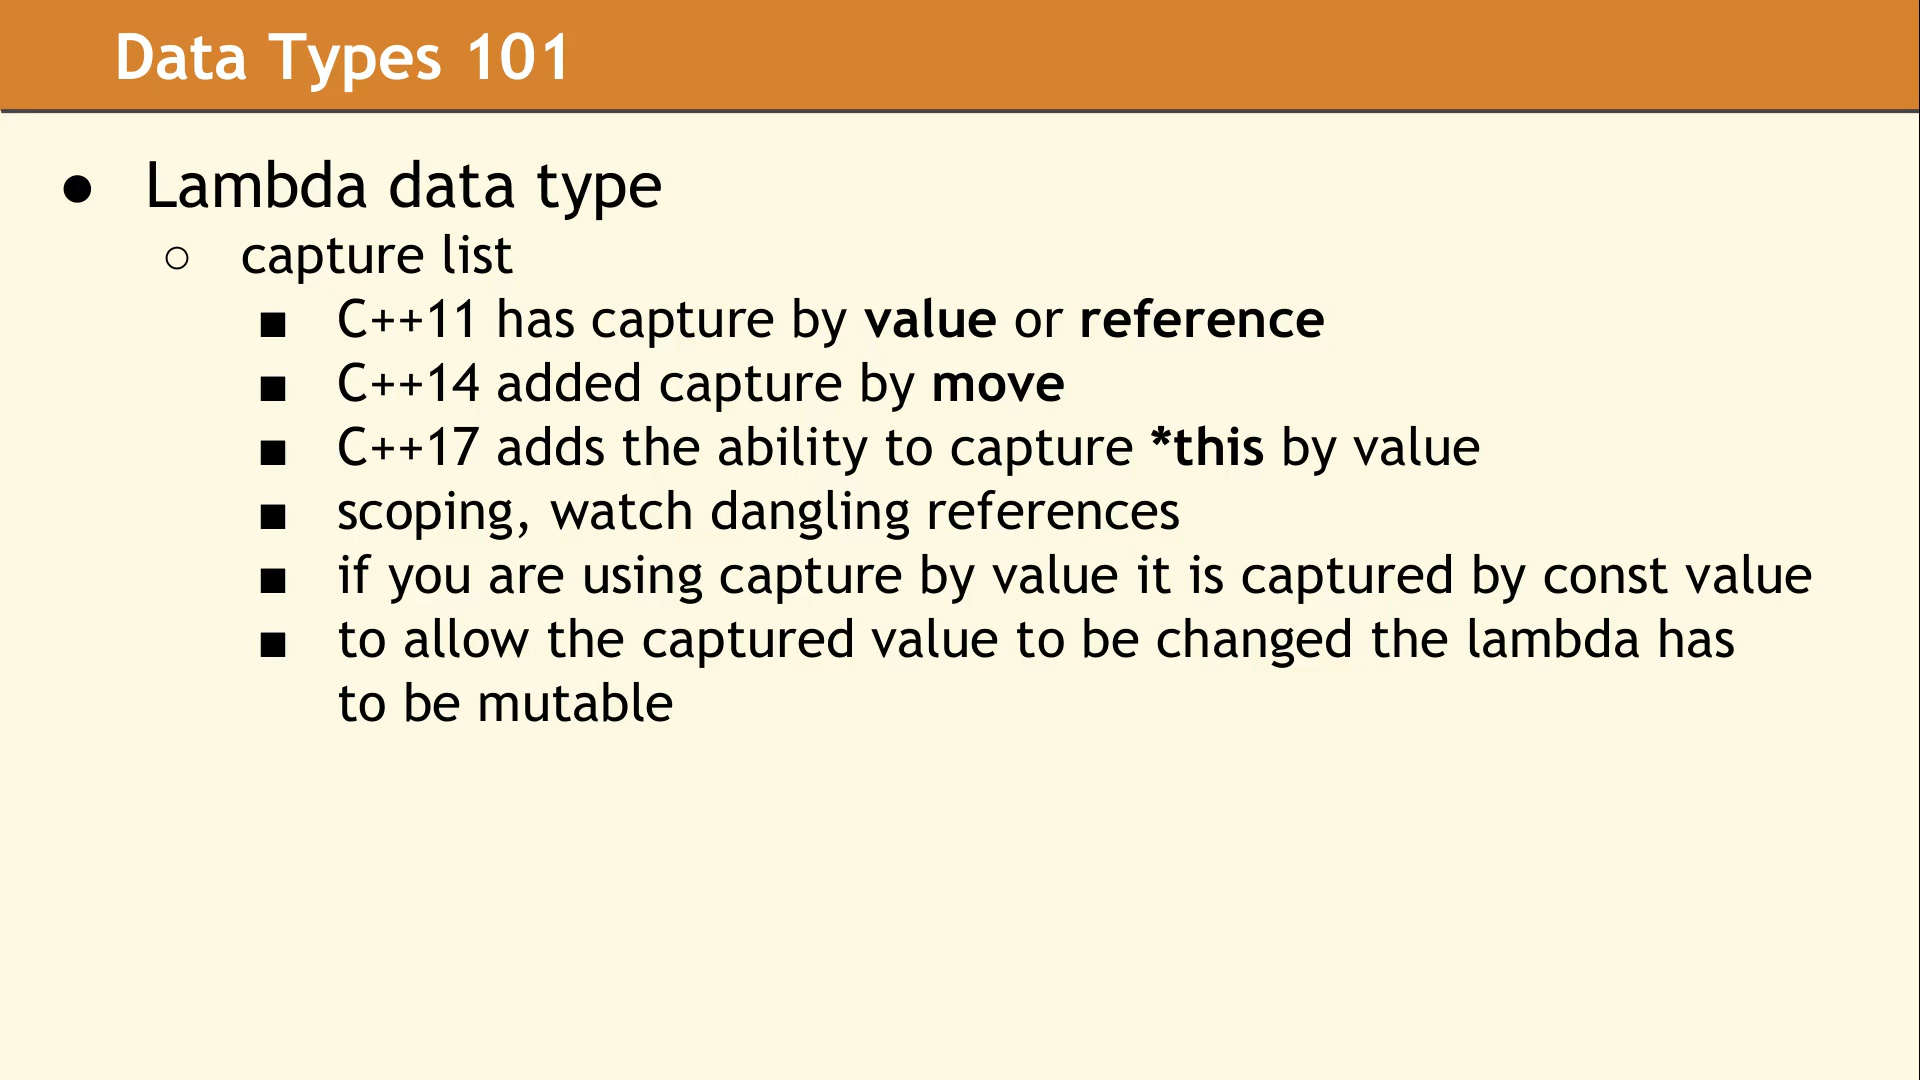 Data Types 101
● Lambda data type
○ capture list
■ C++11 has capture by value or reference
■ C++14 added capture by move
■ C++17 adds the ability to capture *this by value
■ scoping, watch dangling references
■ if you are using capture by value it is captured by const value
■ to allow the captured value to be changed the lambda has
to be mutable